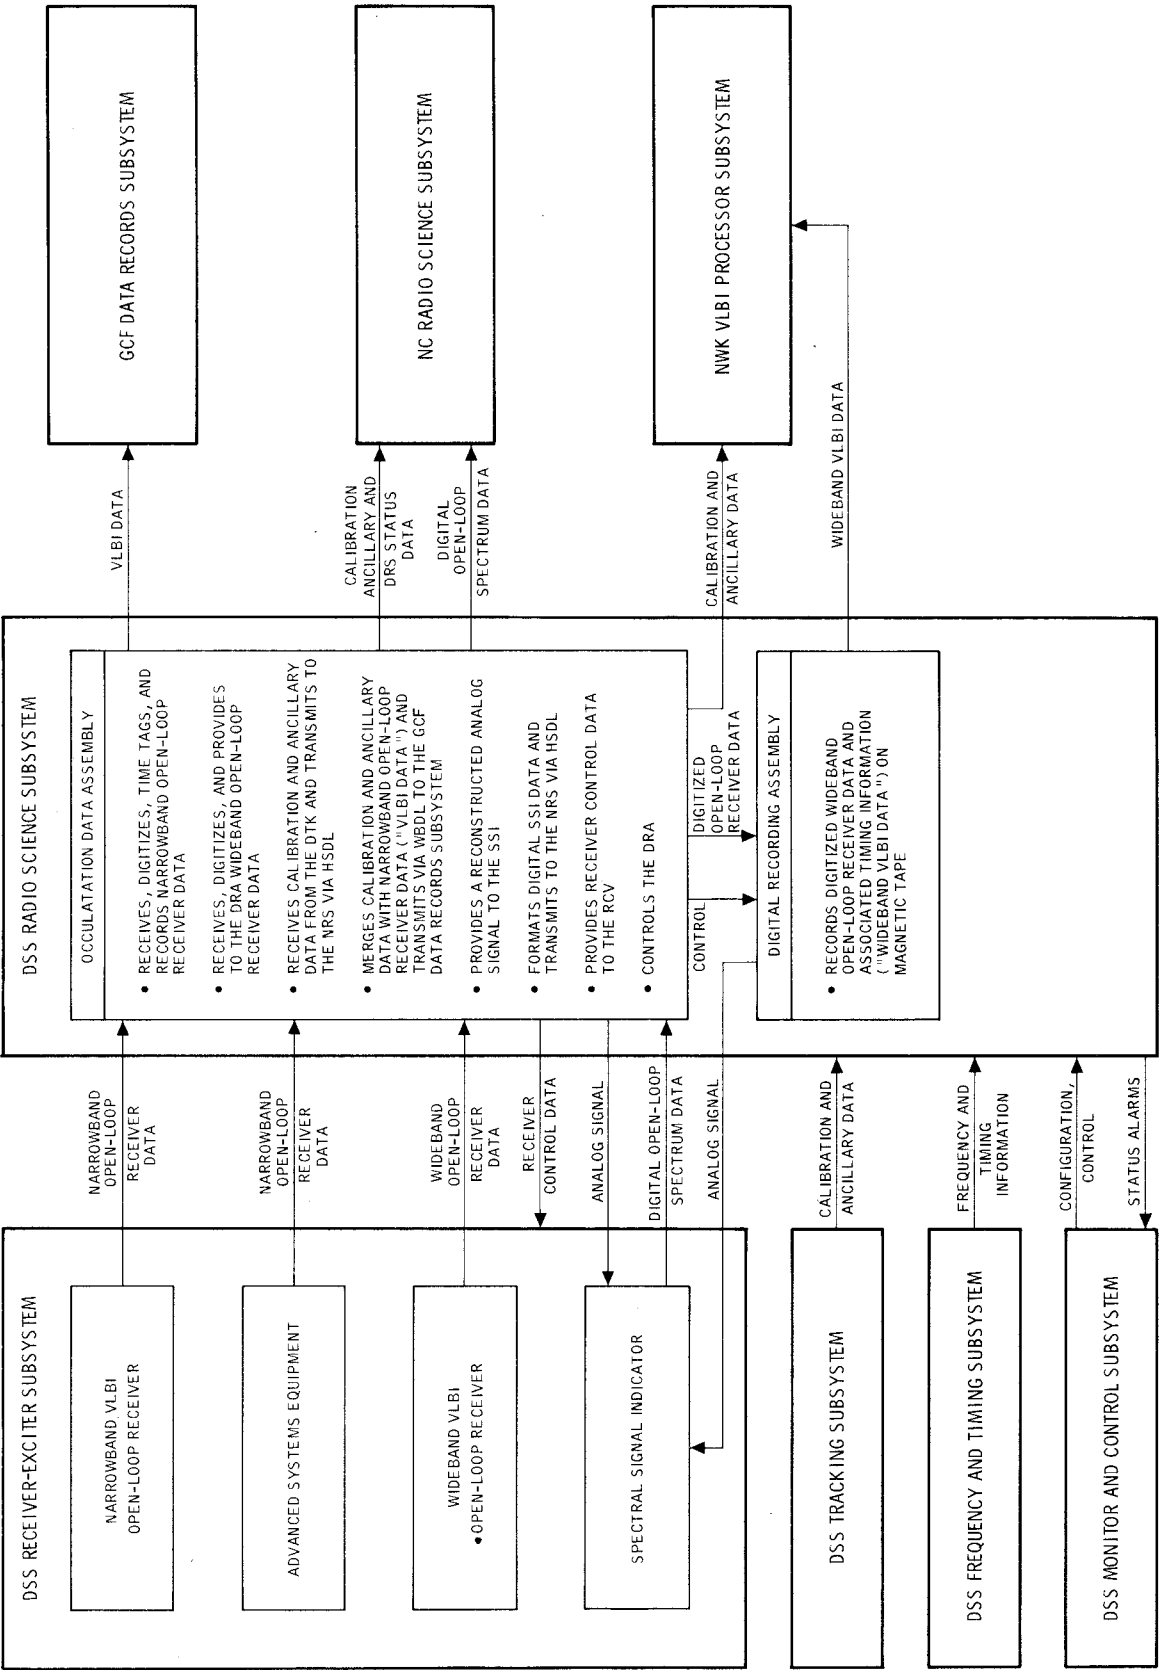 DSS RECEIVER-EXCITER SUBSYSTEM
NARROWBAND VLBI
OPEN-LOOP RECEIVER
ADVANCED SYSTEMS EQUIPMENT
WIDEBAND VLBI
• OPEN-LOOP RECEIVER
SPECTRAL SIGNAL INDICATOR
DSS TRACKING SUBSYSTEM
DSS FREQUENCY AND TIMING SUBSYSTEM
DSS MONITOR AND CONTROL SUBSYSTEM
NARROWBAND
OPEN-LOOP
RECEIVER
DATA
NARROWBAND
OPEN-LOOP
RECEIVER
DATA
WIDEBAND
OPEN-LOOP
RECEIVER
DATA
RECEIVER
CONTROL DATA
ANALOG SIGNAL
DIGITAL OPEN-LOOP
SPECTRUM DATA
ANALOG SIGNAL
CALIBRATION AND
ANCILLARY DATA
FREQUENCY AND
TIMING
INFORMATION
CONFIGURATION,
CONTROL
STATUS ALARMS
DSS RADIO SCIENCE SUBSYSTEM
OCCULATATION DATA ASSEMBLY
• RECEIVES, DIGITIZES, TIME TAGS, AND
RECORDS NARROWBAND OPEN-LOOP
RECEIVER DATA
• RECEIVES, DIGITIZES, AND PROVIDES
TO THE DRA WIDEBAND OPEN-LOOP
RECEIVER DATA
• RECEIVES CALIBRATION AND ANCILLARY
DATA FROM THE DTK AND TRANSMITS TO
THE NRS VIA HSDL
• MERGES CALIBRATION AND ANCILLARY
DATA WITH NARROWBAND OPEN-LOOP
RECEIVER DATA ("VLBI DATA") AND
TRANSMITS VIA WBDL TO THE GCF
DATA RECORDS SUBSYSTEM
• PROVIDES A RECONSTRUCTED ANALOG
SIGNAL TO THE SSI
• FORMATS DIGITAL SSI DATA AND
TRANSMITS TO THE NRS VIA HSDL
• PROVIDES RECEIVER CONTROL DATA
TO THE RCV
• CONTROLS THE DRA
CONTROL
DIGITIZED
OPEN-LOOP
RECEIVER DATA
DIGITAL RECORDING ASSEMBLY
• RECORDS DIGITIZED WIDEBAND
OPEN-LOOP RECEIVER DATA AND
ASSOCIATED TIMING INFORMATION
("WIDEBAND VLBI DATA") ON
MAGNETIC TAPE
VLBI DATA
CALIBRATION
ANCILLARY AND
DRS STATUS
DATA
DIGITAL
OPEN-LOOP
SPECTRUM DATA
CALIBRATION AND
ANCILLARY DATA
WIDEBAND VLBI DATA
GCF DATA RECORDS SUBSYSTEM
NC RADIO SCIENCE SUBSYSTEM
NWK VLBI PROCESSOR SUBSYSTEM